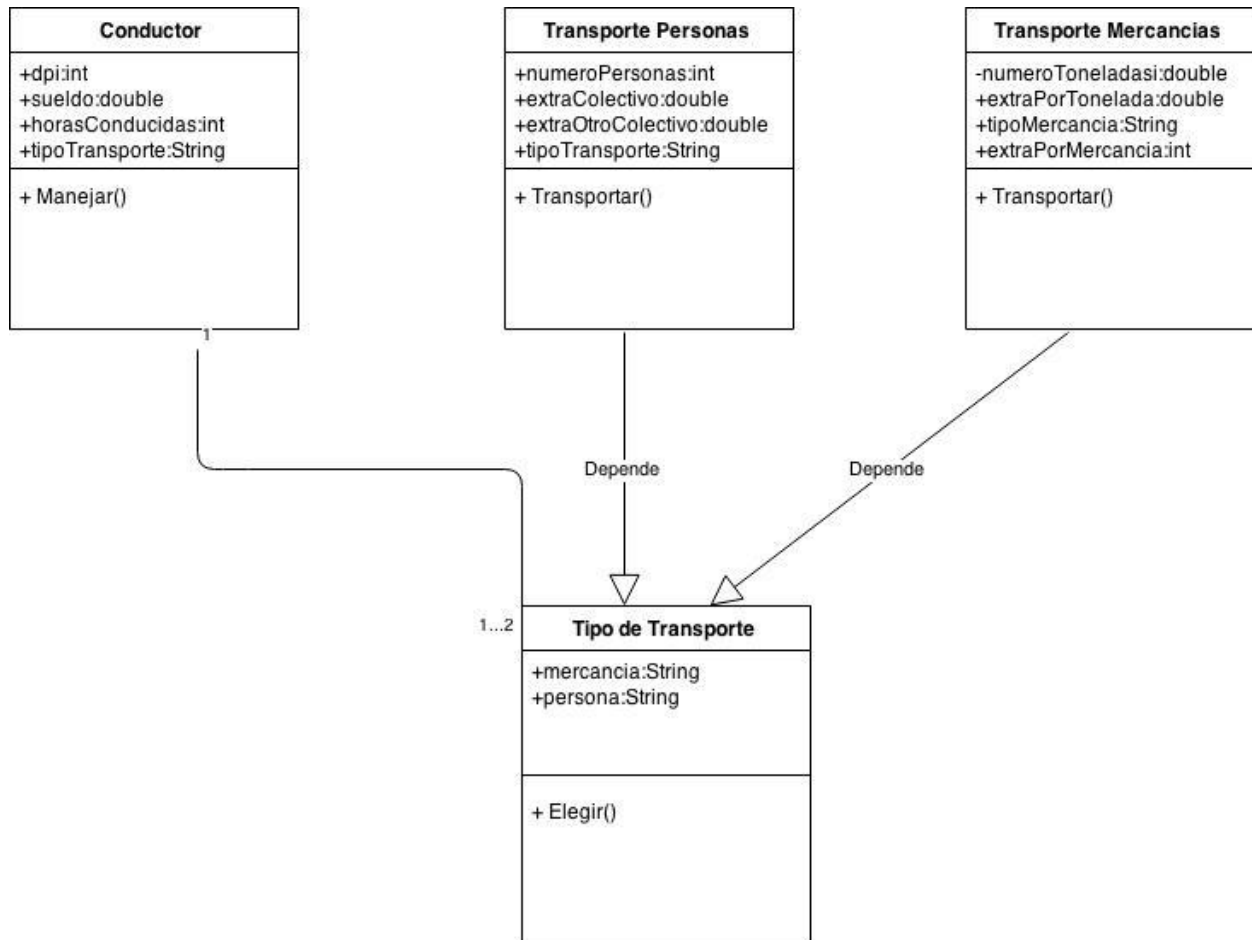 Conductor
+dpi:int
+sueldo:double
+horasConducidas:int
+tipoTransporte:String
+ Manejar()
Transporte Personas
+numeroPersonas:int
+extraColectivo:double
+extraOtroColectivo:double
+tipoTransporte:String
+ Transportar()
Transporte Mercancias
-numeroToneladasi:double
+extraPorTonelada:double
+tipoMercancia:String
+extraPorMercancia:int
+ Transportar()
1
Depende
Depende
1...2
Tipo de Transporte
+mercancia:String
+persona:String
+ Elegir()